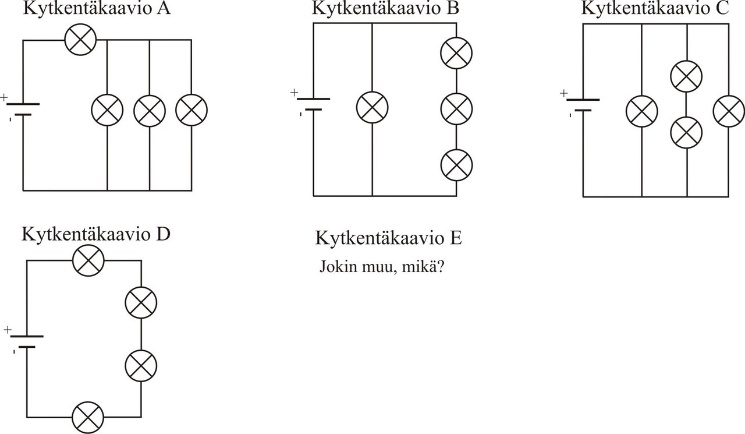 Kytkentäkaavio A
Kytkentäkaavio B
Kytkentäkaavio C
+
-
+
-
+
-
Kytkentäkaavio D
Kytkentäkaavio E
Jokin muu, mikä?
+
-